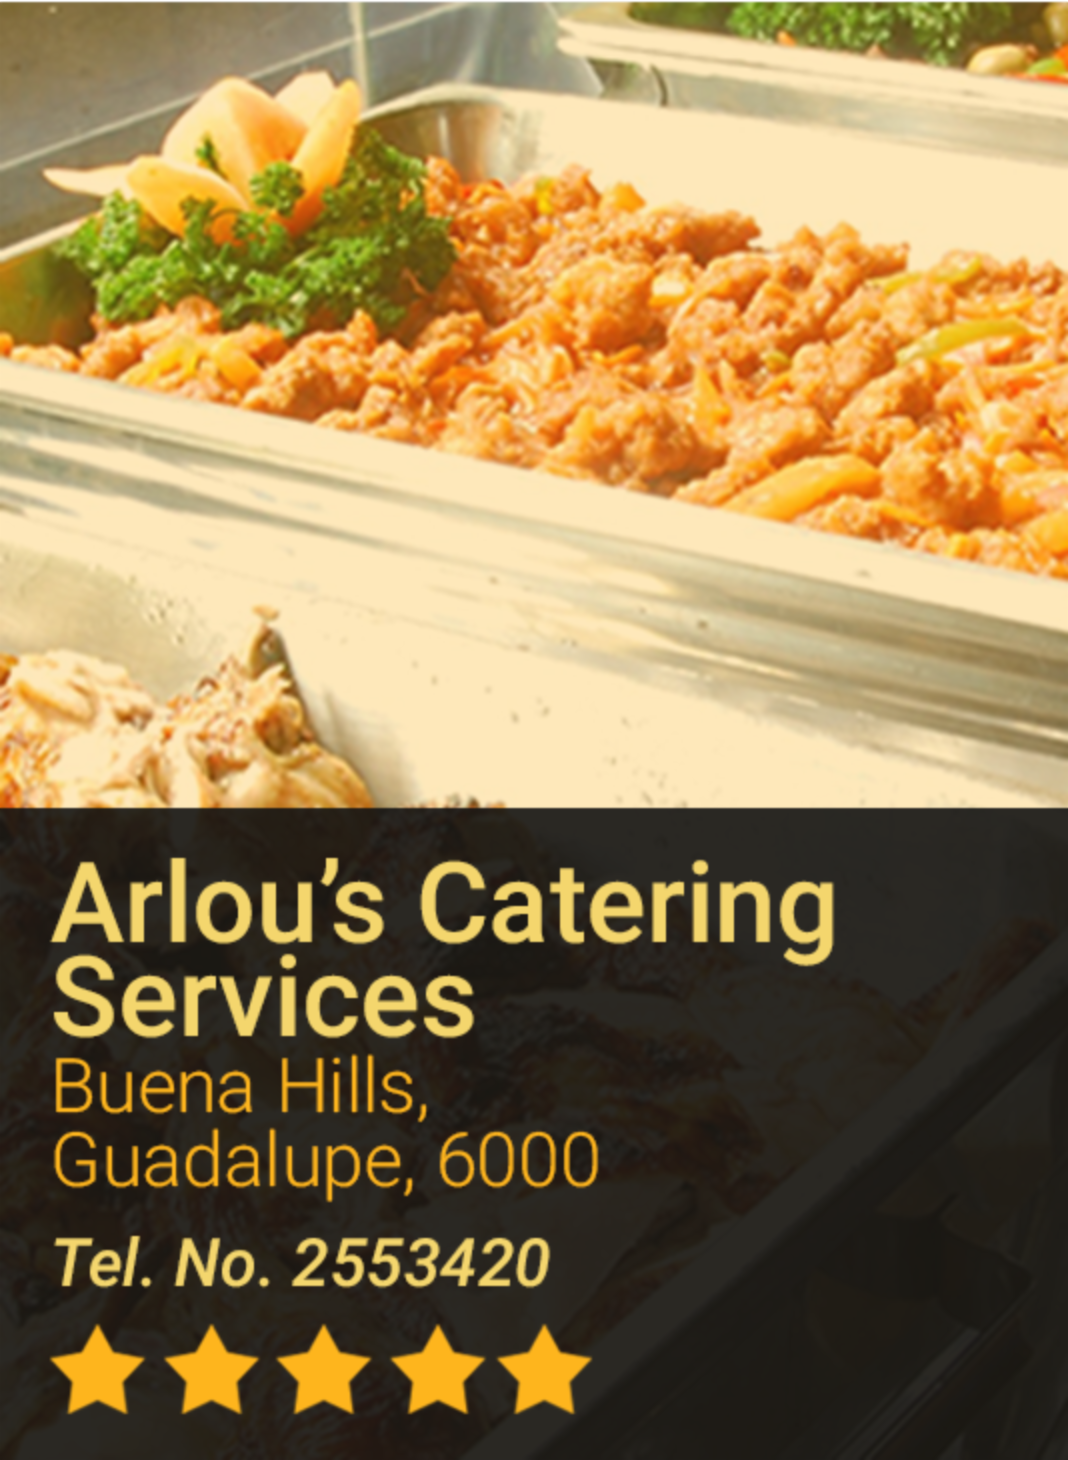 Arlou’s Catering
Services
Buena Hills,
Guadalupe, 6000
Tel. No. 2553420